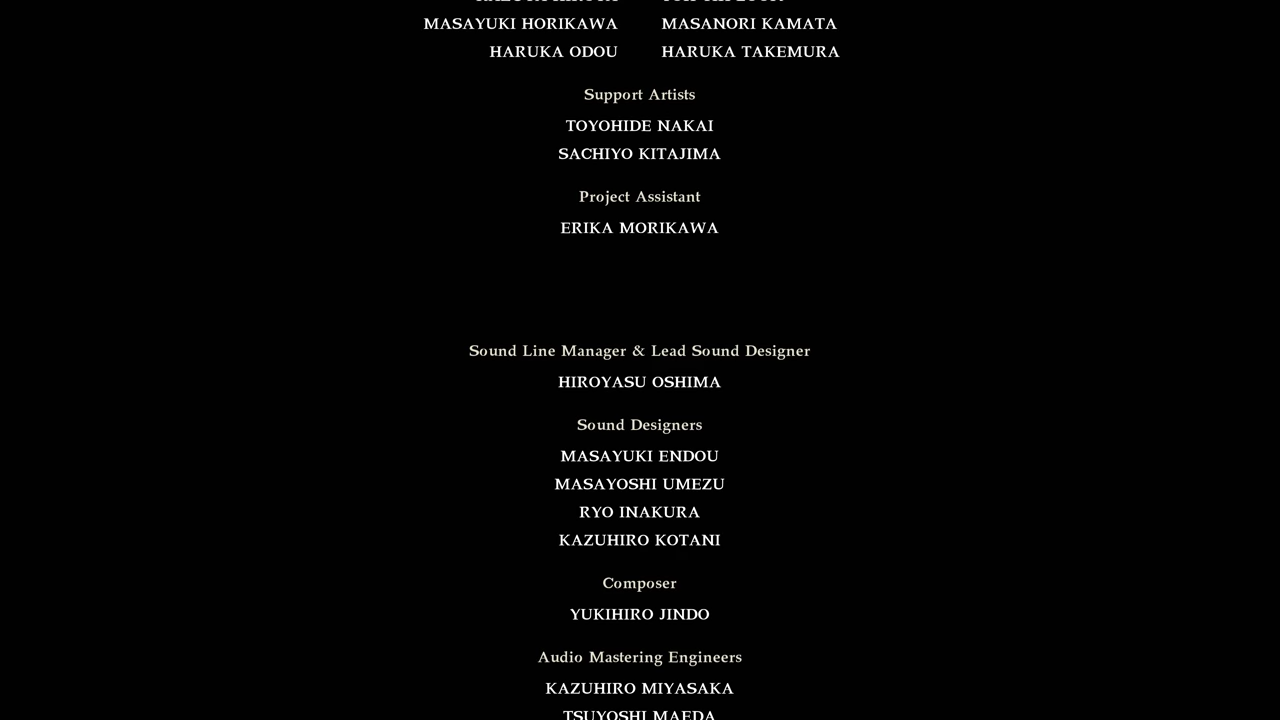 MASAYUKI HORIKAWA MASANORI KAMATA
HARUKA ODOU HARUKA TAKEMURA
Support Artists
TOYOHIDE NAKAI
SACHIYO KITAJIMA
Project Assistant
ERIKA MORIKAWA
Sound Line Manager & Lead Sound Designer
HIROYASU OSHIMA
Sound Designers
MASAYUKI ENDOU
MASAYOSHI UMEZU
RYO INAKURA
KAZUHIRO KOTANI
Composer
YUKIHIRO JINDO
Audio Mastering Engineers
KAZUHIRO MIYASAKA
TSUYOSHI MAEDA